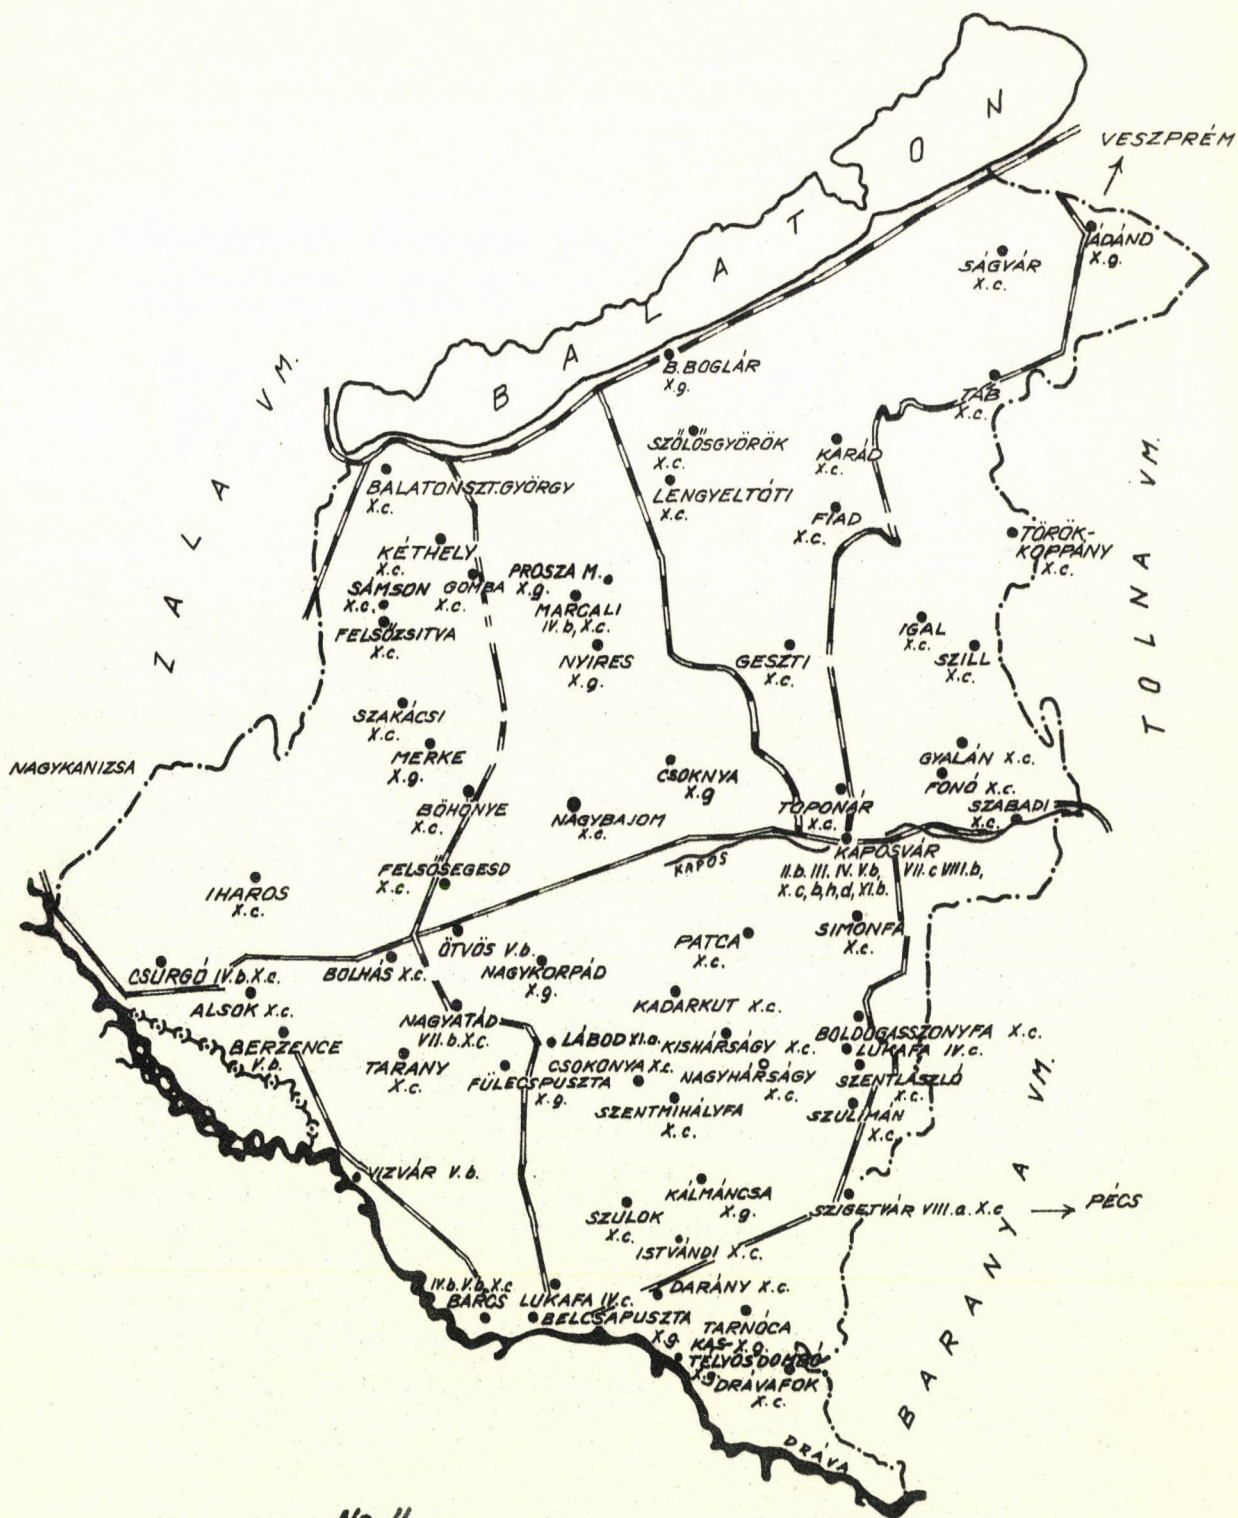 BALATON
VESZPRÉM
ÁDÁND
X.g.
SÁGVÁR
X.c.
ZALA VM.
B.BOGLÁR
X.g.
TAB
X.c.
SZŐLŐSGYÖRÖK
X.c.
KARÁD
X.c.
BALATONSZT.GYÖRGY
X.c.
LENGYELTÓTI
X.c.
FIAD
X.c.
TOLNA VM.
TÖRÖK-
KOPPÁNY
X.c.
KÉTHELY
X.c.
SÁMSON
X.c.
GOMBA
X.c.
PROSZA M.
X.g.
MARCALI
IV.b, X.c.
FELSŐZSITVA
X.c.
NYIRES
X.g.
GESZTI
X.c.
IGAL
X.c.
SZILL
X.c.
SZAKÁCSI
X.c.
MERKE
X.g.
NAGYKANIZSA
CSOKNYA
X.g
GYALÁN X.c.
FONÓ X.c.
SZABADI
X.c.
BÖHÖNYE
X.c.
NAGYBAJOM
X.c.
TOPONÁR
X.c.
KAPOS
KAPOSVÁR
II.b. III. IV. V.b, VII.c VIII.b,
X.c,b,h,d, XI.b.
FELSŐSEGESD
X.c.
IHAROS
X.c.
SIMONFA
X.c.
ÖTVÖS V.b.
PATCA
X.c.
CSURGÓ IV.b.X.c.
BOLHÁS X.c.
NAGYKORPÁD
X.g.
ALSOK X.c.
KADARKUT X.c.
NAGYATÁD
VII.b.X.c.
BOLDOGASSZONYFA X.c.
BERZENCE
V.b.
LÁBOD XI.a.
KISHÁRSÁGY X.c.
LUKAFA IV.c.
TARANY
X.c.
FÜLECSPUSZTA
X.g.
CSOKONYA X.c.
NAGYHÁRSÁGY
X.c.
SZENTLÁSZLÓ
X.c.
SZENTMIHÁLYFA
X.c.
SZULIMÁN
X.c.
BARANYA VM.
VIZVÁR V.b.
KÁLMÁNCSA
X.g.
SZULOK
X.c.
SZIGETVÁR VIII.a. X.c
PÉCS
ISTVÁNDI X.c.
IV.b.V.b.X.c
BARCS
LUKAFA IV.c.
DARÁNY X.c.
BELCSAPUSZTA
X.g.
TARNÓCA
X.g.
KAS-
TELYOSDOMBÓ
X.g.
DRÁVAFOK
X.c.
DRÁVA